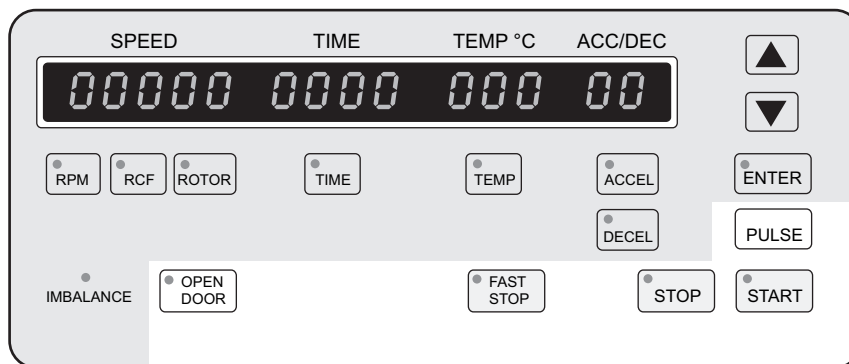 SPEED TIME TEMP °C ACC/DEC
00000 0000 000 00
RPM RCF ROTOR TIME TEMP ACCEL ENTER
DECEL PULSE
IMBALANCE OPEN DOOR FAST STOP STOP START